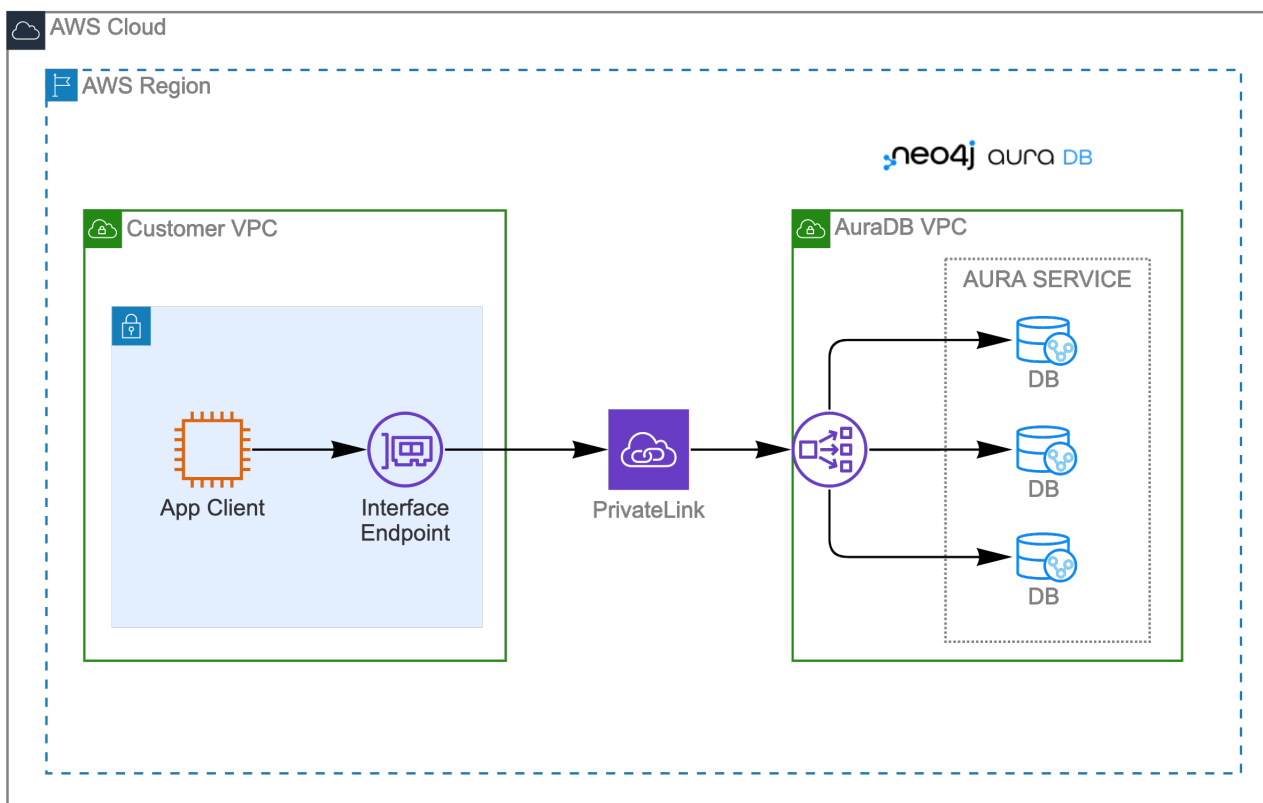 AWS Cloud
AWS Region
neo4j aura DB
Customer VPC
AuraDB VPC
AURA SERVICE
DB
App Client
Interface
Endpoint
PrivateLink
DB
DB